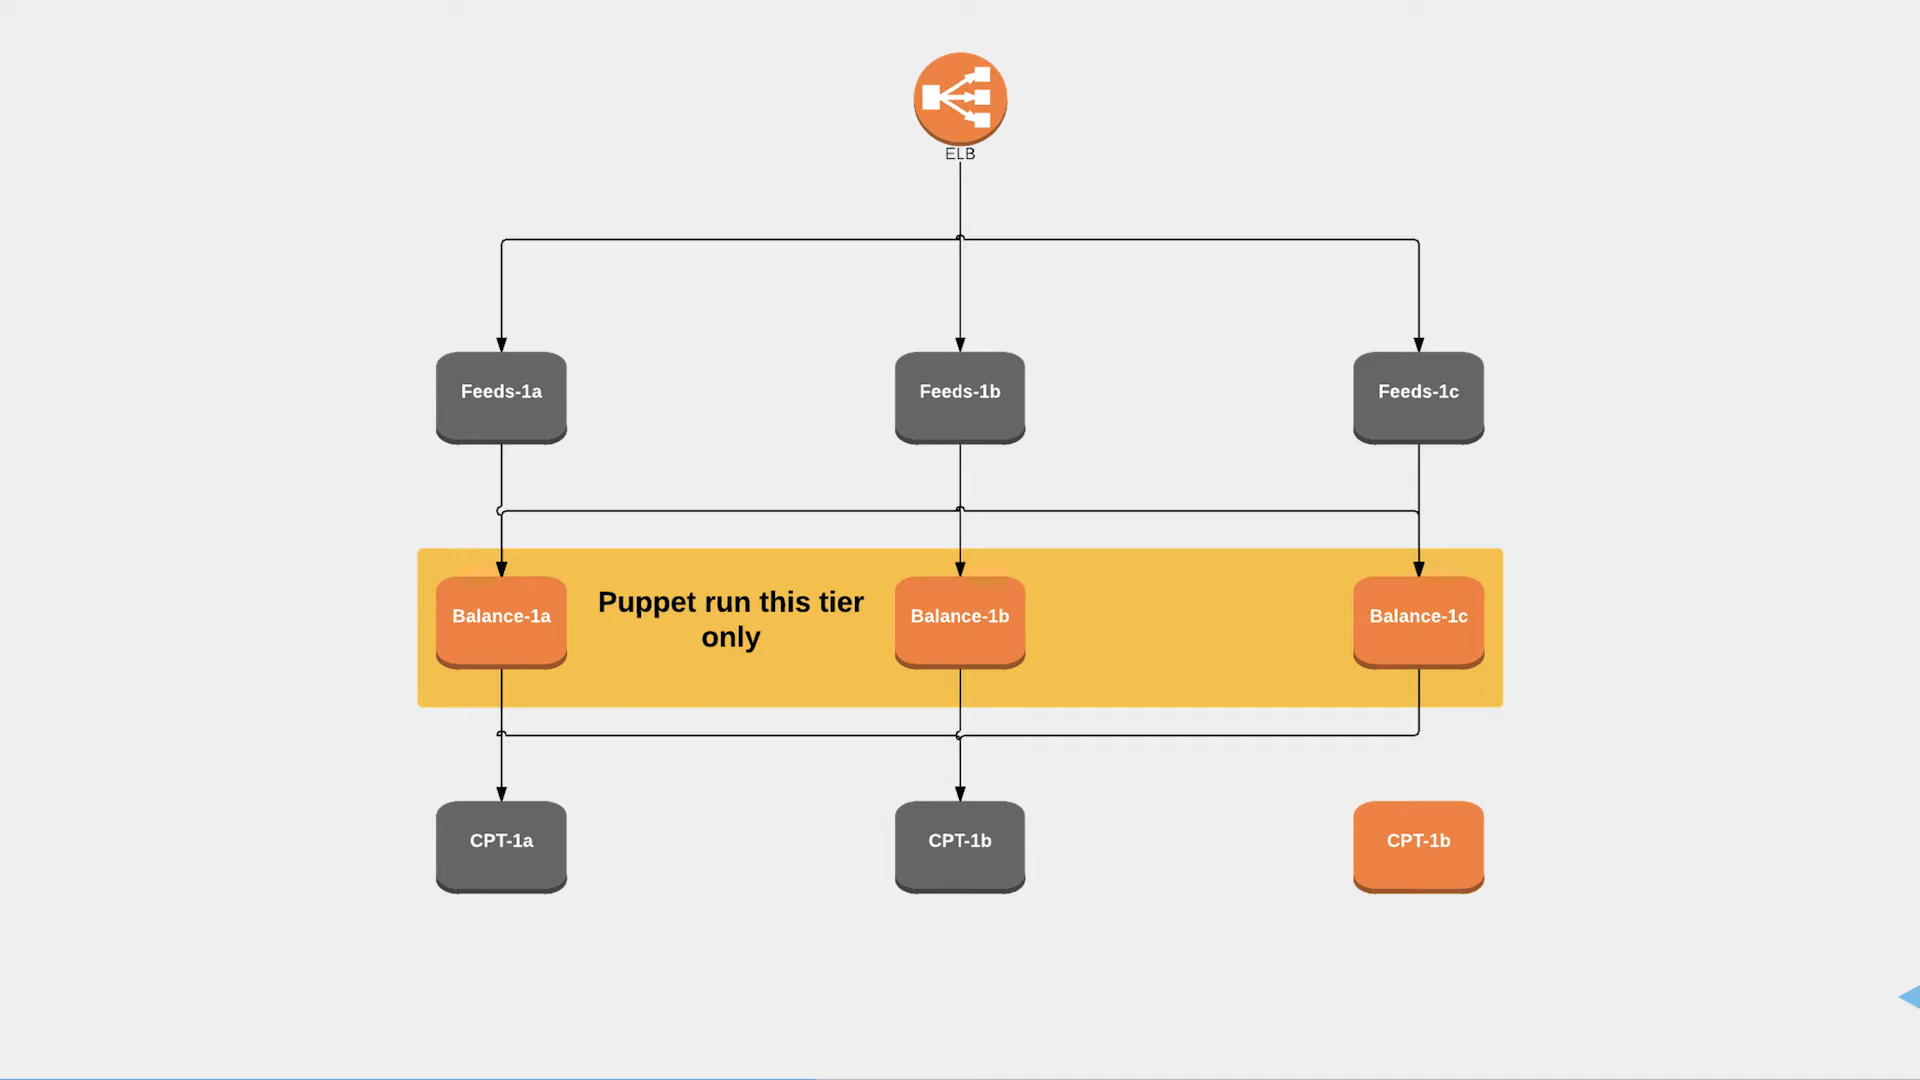 ELB
Feeds-1a
Feeds-1b
Feeds-1c
Balance-1a
Puppet run this tier
only
Balance-1b
Balance-1c
CPT-1a
CPT-1b
CPT-1b